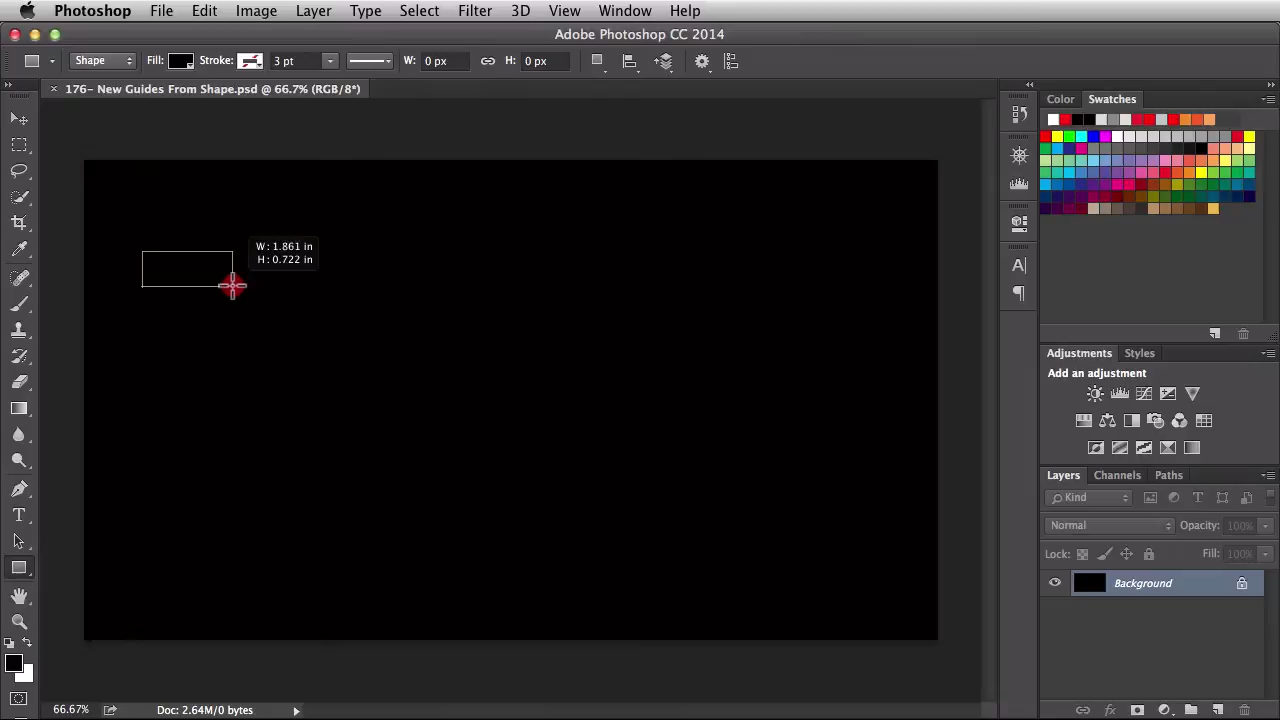 Photoshop File Edit Image Layer Type Select Filter 3D View Window Help
Adobe Photoshop CC 2014
Shape Fill: Stroke: 3 pt W: 0 px H: 0 px
× 176- New Guides From Shape.psd @ 66.7% (RGB/8*)
Color Swatches
W: 1.861 in
H: 0.722 in
Adjustments Styles
Add an adjustment
Layers Channels Paths
Kind
Normal Opacity: 100%
Lock: Fill: 100%
Background
66.67% Doc: 2.64M/0 bytes